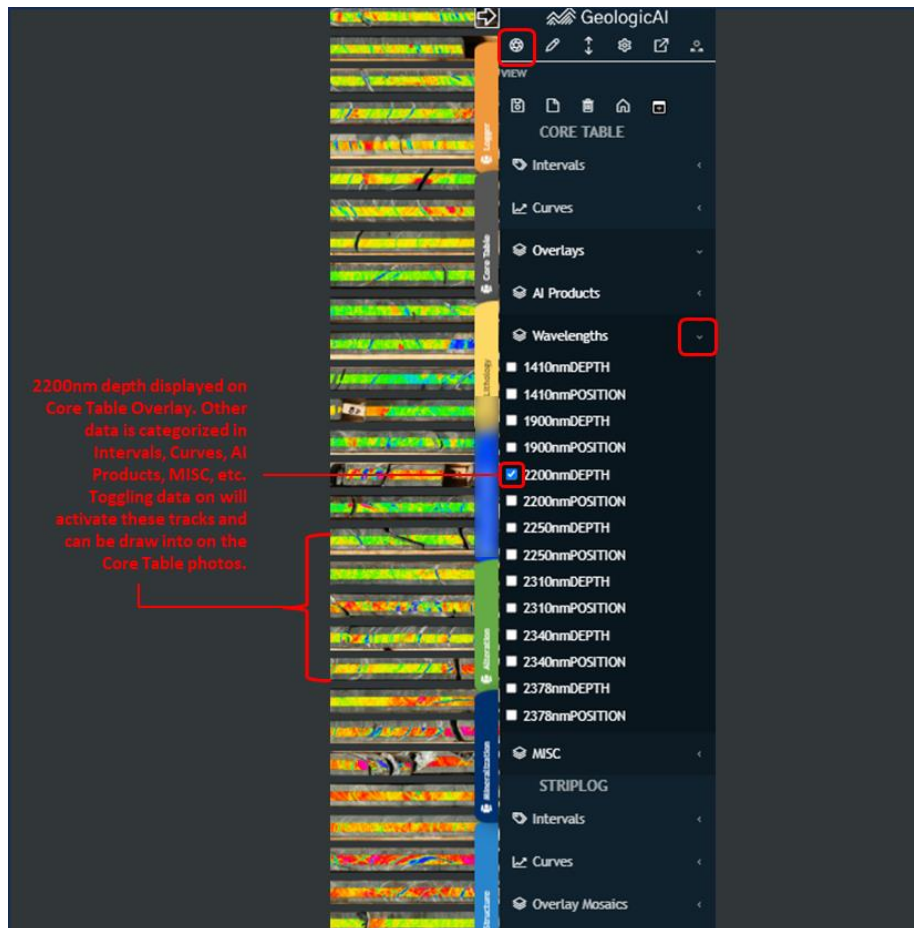 GeologicAI
VIEW
CORE TABLE
Intervals
Curves
Overlays
AI Products
Wavelengths
1410nmDEPTH
1410nmPOSITION
1900nmDEPTH
1900nmPOSITION
2200nmDEPTH
2200nmPOSITION
2250nmDEPTH
2250nmPOSITION
2310nmDEPTH
2310nmPOSITION
2340nmDEPTH
2340nmPOSITION
2378nmDEPTH
2378nmPOSITION
MISC
STRIPLOG
Intervals
Curves
Overlay Mosaics
Logger
Core Table
Lithology
Alteration
Mineralization
Structure
2200nm depth displayed on
Core Table Overlay. Other
data is categorized in
Intervals, Curves, AI
Products, MISC, etc.
Toggling data on will
activate these tracks and
can be draw into on the
Core Table photos.